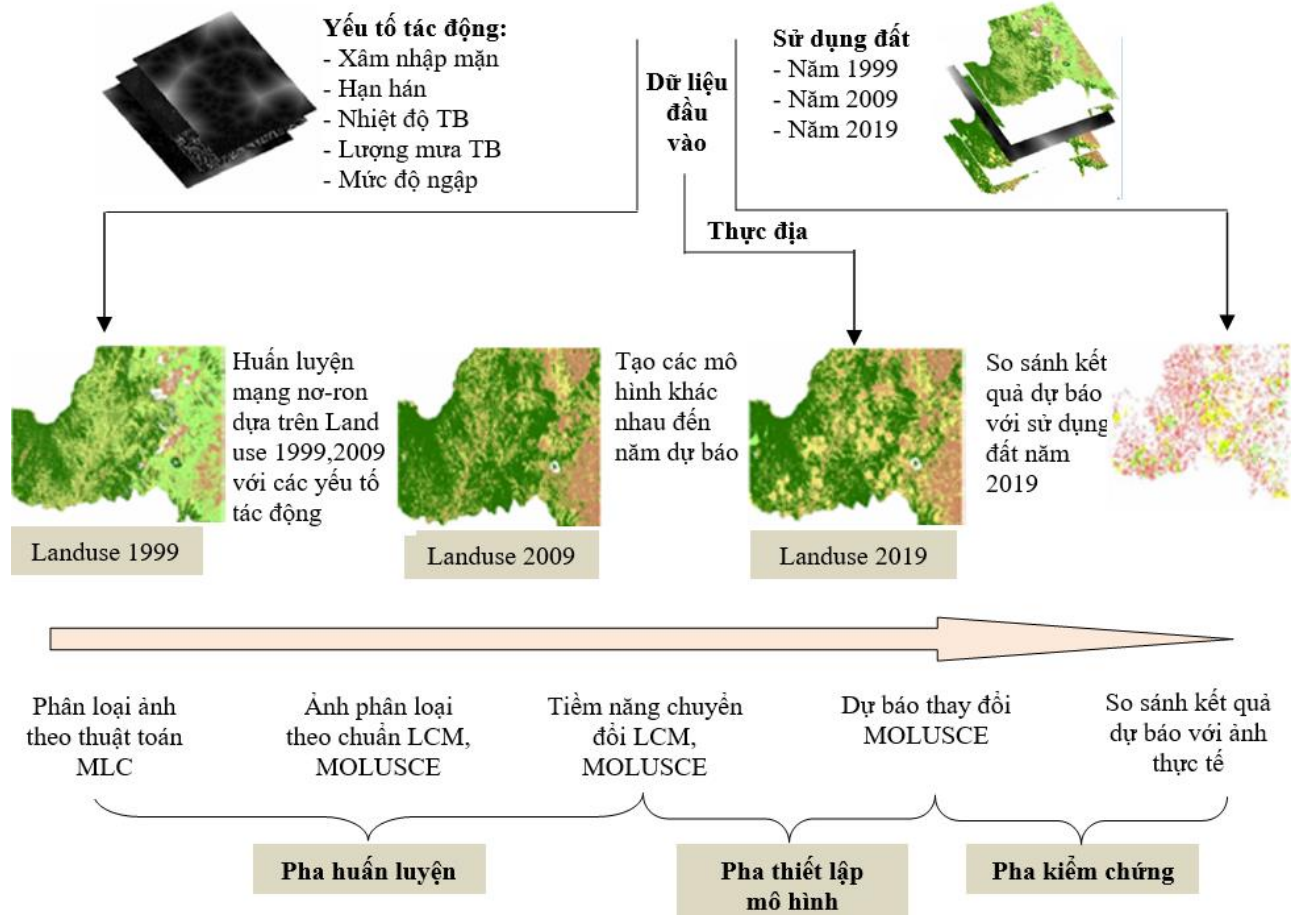 Yếu tố tác động:
- Xâm nhập mặn
- Hạn hán
- Nhiệt độ TB
- Lượng mưa TB
- Mức độ ngập
Dữ liệu
đầu
vào
Sử dụng đất
- Năm 1999
- Năm 2009
- Năm 2019
Thực địa
Huấn luyện
mạng nơ-ron
dựa trên Land
use 1999,2009
với các yếu tố
tác động
Tạo các mô
hình khác
nhau đến
năm dự báo
So sánh kết
quả dự báo
với sử dụng
đất năm
2019
Landuse 1999
Landuse 2009
Landuse 2019
Phân loại ảnh
theo thuật toán
MLC
Ảnh phân loại
theo chuẩn LCM,
MOLUSCE
Tiềm năng chuyển
đổi LCM,
MOLUSCE
Dự báo thay đổi
MOLUSCE
So sánh kết quả
dự báo với ảnh
thực tế
Pha huấn luyện
Pha thiết lập
mô hình
Pha kiểm chứng